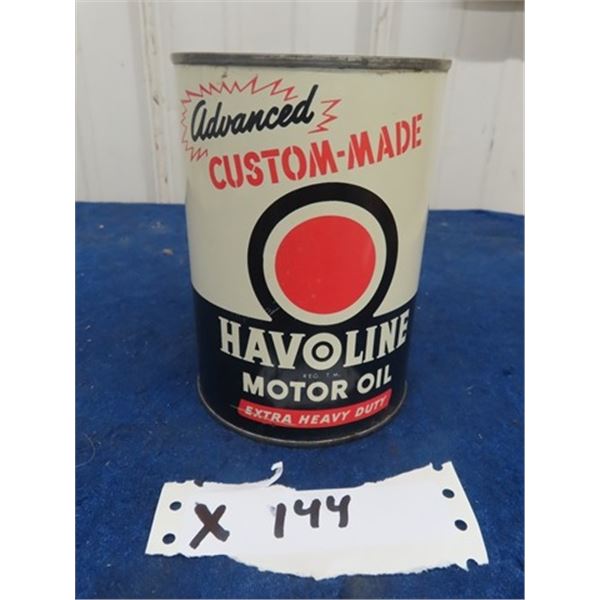 Advanced
CUSTOM-MADE
HAVOLINE
REG. T.M.
MOTOR OIL
EXTRA HEAVY DUTY
X 144